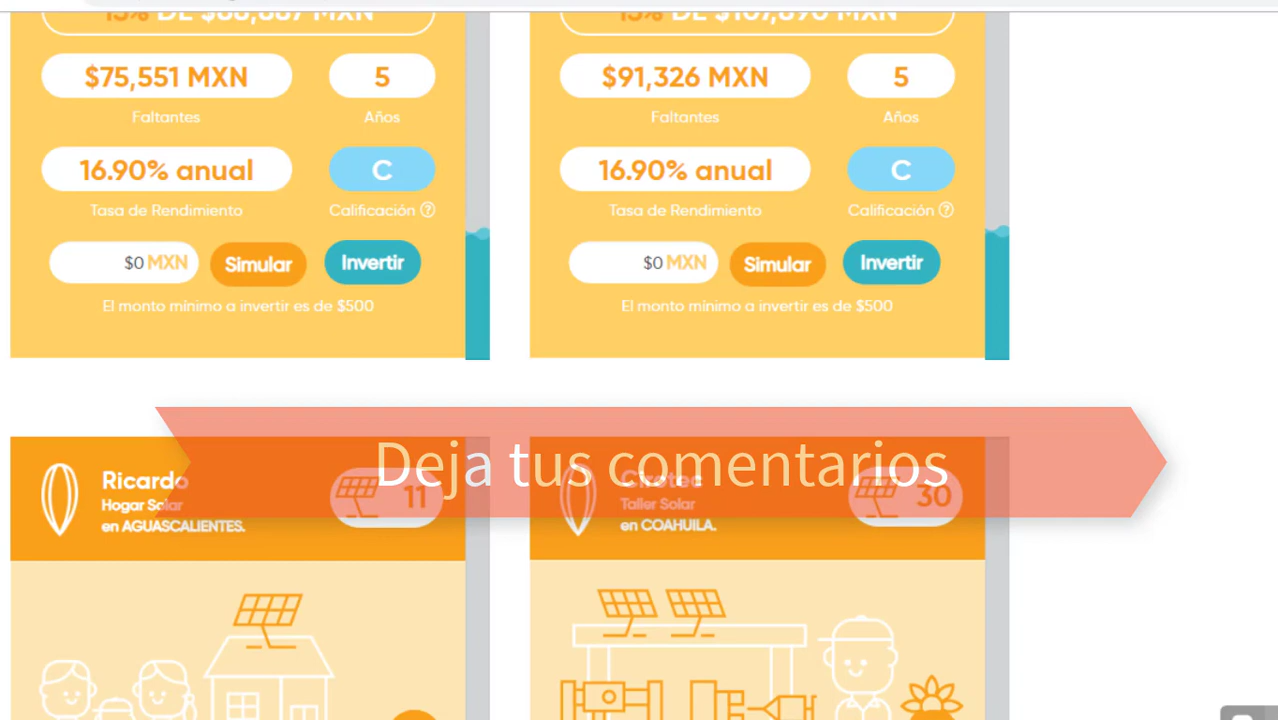 $75,551 MXN
5
Faltantes
Años
16.90% anual
C
Tasa de Rendimiento
Calificación ?
$0 MXN
Simular
Invertir
El monto mínimo a invertir es de $500
$91,326 MXN
5
Faltantes
Años
16.90% anual
C
Tasa de Rendimiento
Calificación ?
$0 MXN
Simular
Invertir
El monto mínimo a invertir es de $500
Deja tus comentarios
Ricardo
Hogar Solar
en AGUASCALIENTES.
11
Taller Solar
en COAHUILA.
30